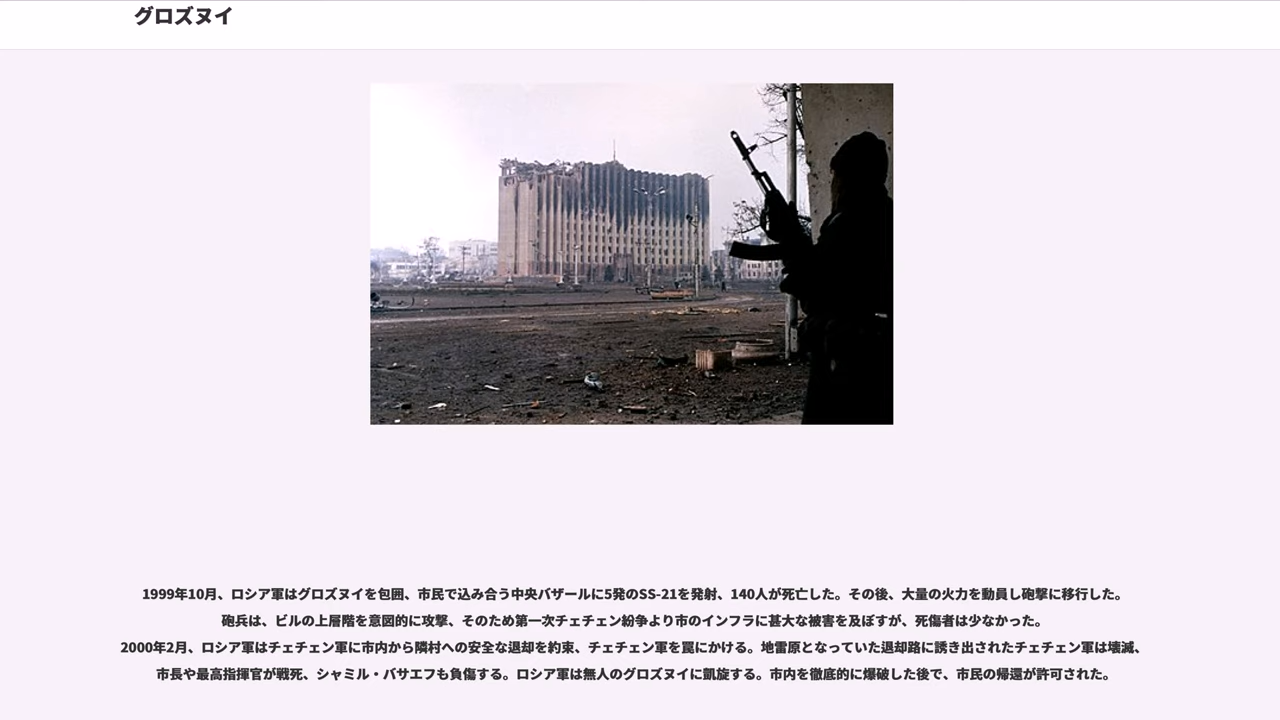 グロズヌイ
1999年10月、ロシア軍はグロズヌイを包囲、市民で込み合う中央バザールに5発のSS-21を発射、140人が死亡した。その後、大量の火力を動員し砲撃に移行した。
砲兵は、ビルの上層階を意図的に攻撃、そのため第一次チェチェン紛争より市のインフラに甚大な被害を及ぼすが、死傷者は少なかった。
2000年2月、ロシア軍はチェチェン軍に市内から隣村への安全な退却を約束、チェチェン軍を罠にかける。地雷原となっていた退却路に誘き出されたチェチェン軍は壊滅、
市長や最高指揮官が戦死、シャミル・バサエフも負傷する。ロシア軍は無人のグロズヌイに凱旋する。市内を徹底的に爆破した後で、市民の帰還が許可された。